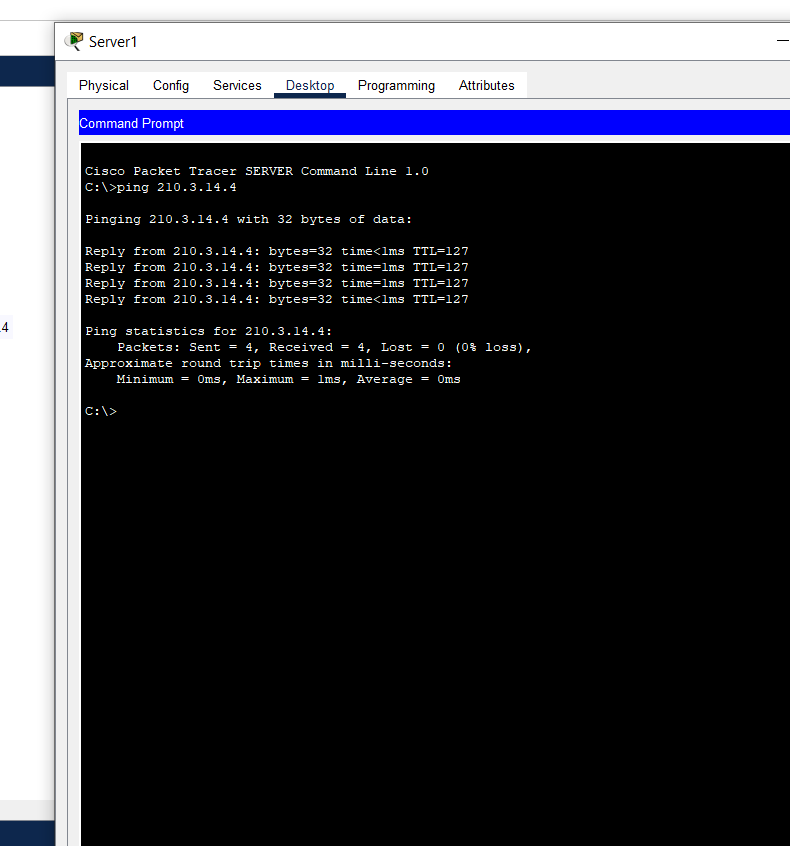 Server1
Physical Config Services Desktop Programming Attributes
Command Prompt
Cisco Packet Tracer SERVER Command Line 1.0
C:\>ping 210.3.14.4
Pinging 210.3.14.4 with 32 bytes of data:
Reply from 210.3.14.4: bytes=32 time<1ms TTL=127
Reply from 210.3.14.4: bytes=32 time=1ms TTL=127
Reply from 210.3.14.4: bytes=32 time=1ms TTL=127
Reply from 210.3.14.4: bytes=32 time<1ms TTL=127
.4
Ping statistics for 210.3.14.4:
Packets: Sent = 4, Received = 4, Lost = 0 (0% loss),
Approximate round trip times in milli-seconds:
Minimum = 0ms, Maximum = 1ms, Average = 0ms
C:\>